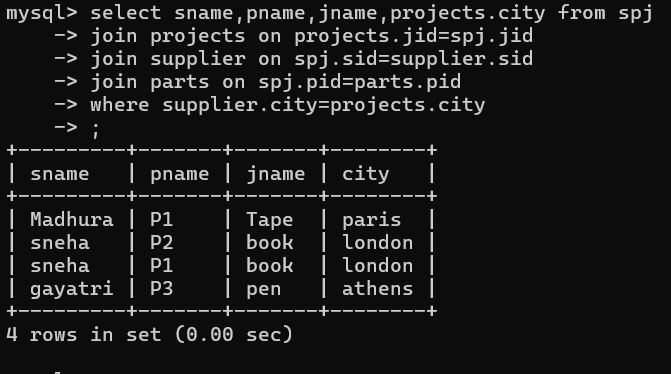 mysql> select sname,pname,jname,projects.city from spj
    -> join projects on projects.jid=spj.jid
    -> join supplier on spj.sid=supplier.sid
    -> join parts on spj.pid=parts.pid
    -> where supplier.city=projects.city
    -> ;
+---------+-------+-------+--------+
| sname   | pname | jname | city   |
+---------+-------+-------+--------+
| Madhura | P1    | Tape  | paris  |
| sneha   | P2    | book  | london |
| sneha   | P1    | book  | london |
| gayatri | P3    | pen   | athens |
+---------+-------+-------+--------+
4 rows in set (0.00 sec)